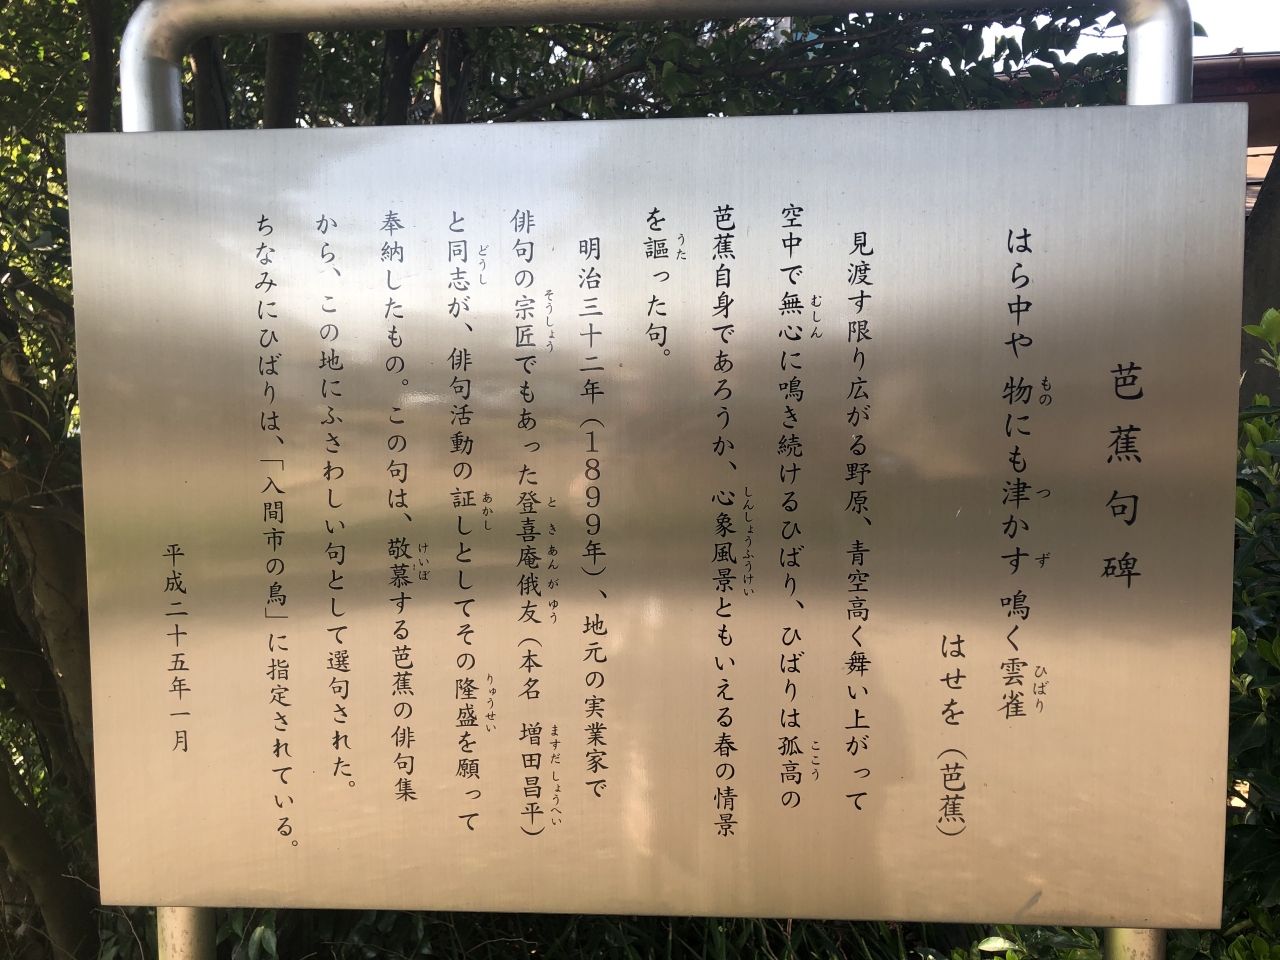 芭蕉句碑
はら中や 物にも津かす 鳴く雲雀
はせを（芭蕉）
見渡す限り広がる野原、青空高く舞い上がって
空中で無心に鳴き続けるひばり、ひばりは孤高の
芭蕉自身であろうか、心象風景ともいえる春の情景
を謳った句。
明治三十二年（１８９９年）、地元の実業家で
俳句の宗匠でもあった登喜庵俄友（本名 増田昌平）
と同志が、俳句活動の証しとしてその隆盛を願って
奉納したもの。この句は、敬慕する芭蕉の俳句集
から、この地にふさわしい句として選句された。
ちなみにひばりは、「入間市の鳥」に指定されている。
平成二十五年一月